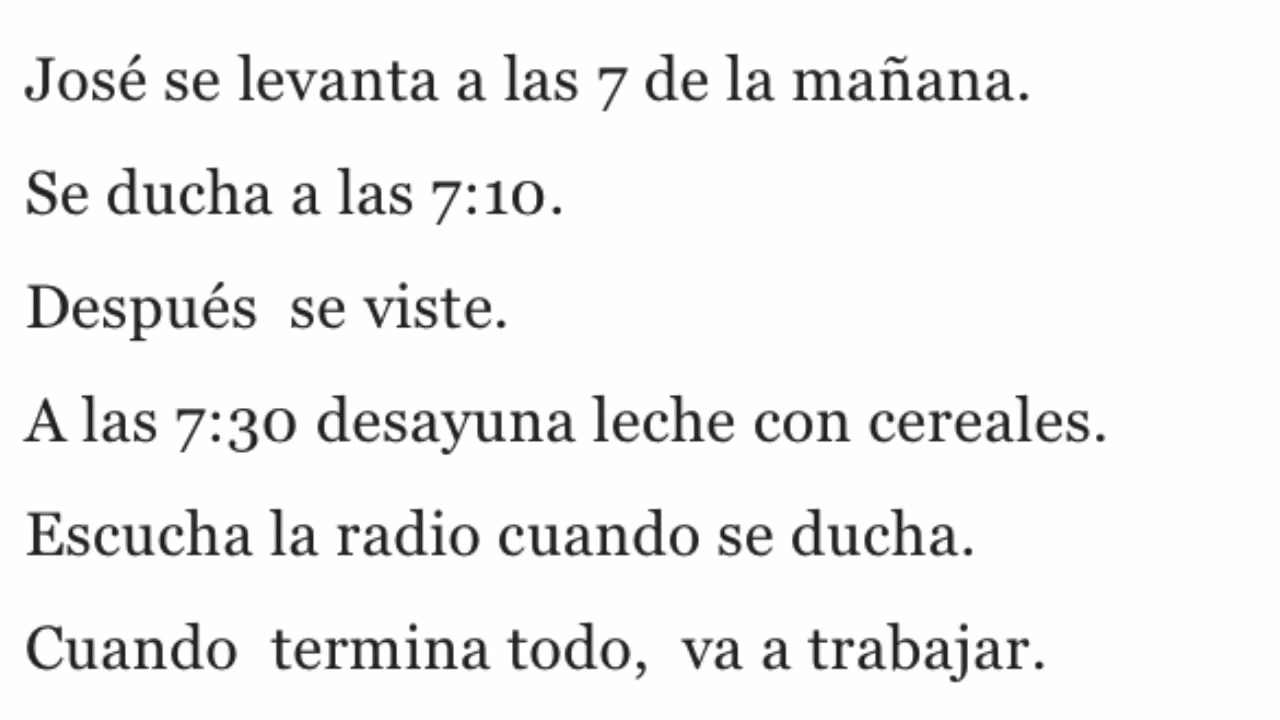 José se levanta a las 7 de la mañana.
Se ducha a las 7:10.
Después  se viste.
A las 7:30 desayuna leche con cereales.
Escucha la radio cuando se ducha.
Cuando  termina todo,  va a trabajar.